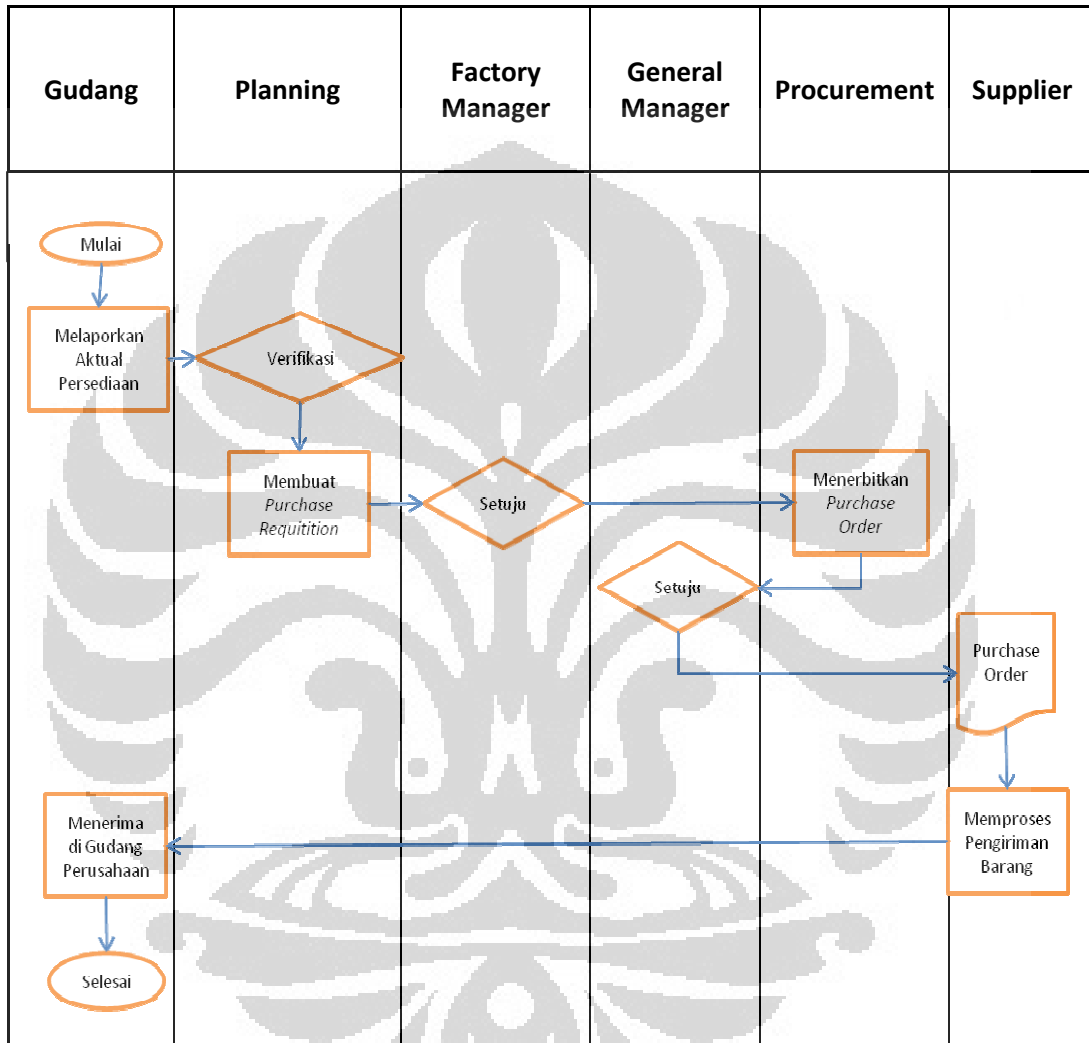 Gudang
Planning
Factory
Manager
General
Manager
Procurement
Supplier
Mulai
Melaporkan
Aktual
Persediaan
Verifikasi
Membuat
Purchase
Requitition
Setuju
Menerbitkan
Purchase
Order
Setuju
Purchase
Order
Memproses
Pengiriman
Barang
Menerima
di Gudang
Perusahaan
Selesai